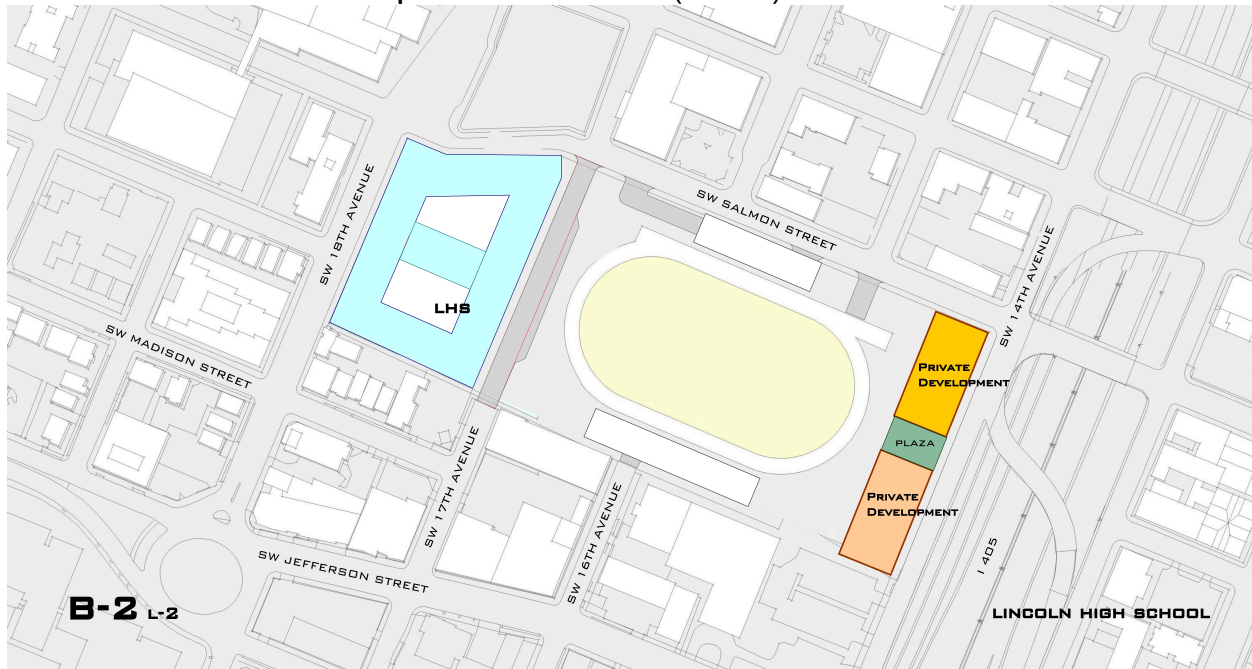 SW 18TH AVENUE
SW SALMON STREET
SW 14TH AVENUE
LHS
SW MADISON STREET
PRIVATE
DEVELOPMENT
PLAZA
PRIVATE
DEVELOPMENT
SW 17TH AVENUE
SW 16TH AVENUE
I 405
SW JEFFERSON STREET
B-2 L-2
LINCOLN HIGH SCHOOL